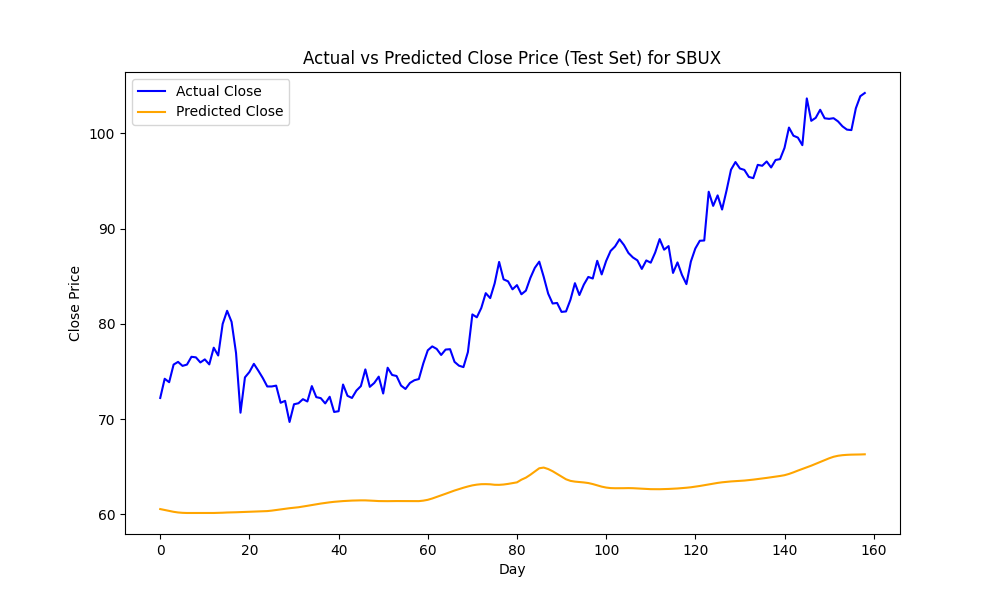 Actual vs Predicted Close Price (Test Set) for SBUX
Actual Close
Predicted Close
Close Price
100
90
80
70
60
0 20 40 60 80 100 120 140 160
Day